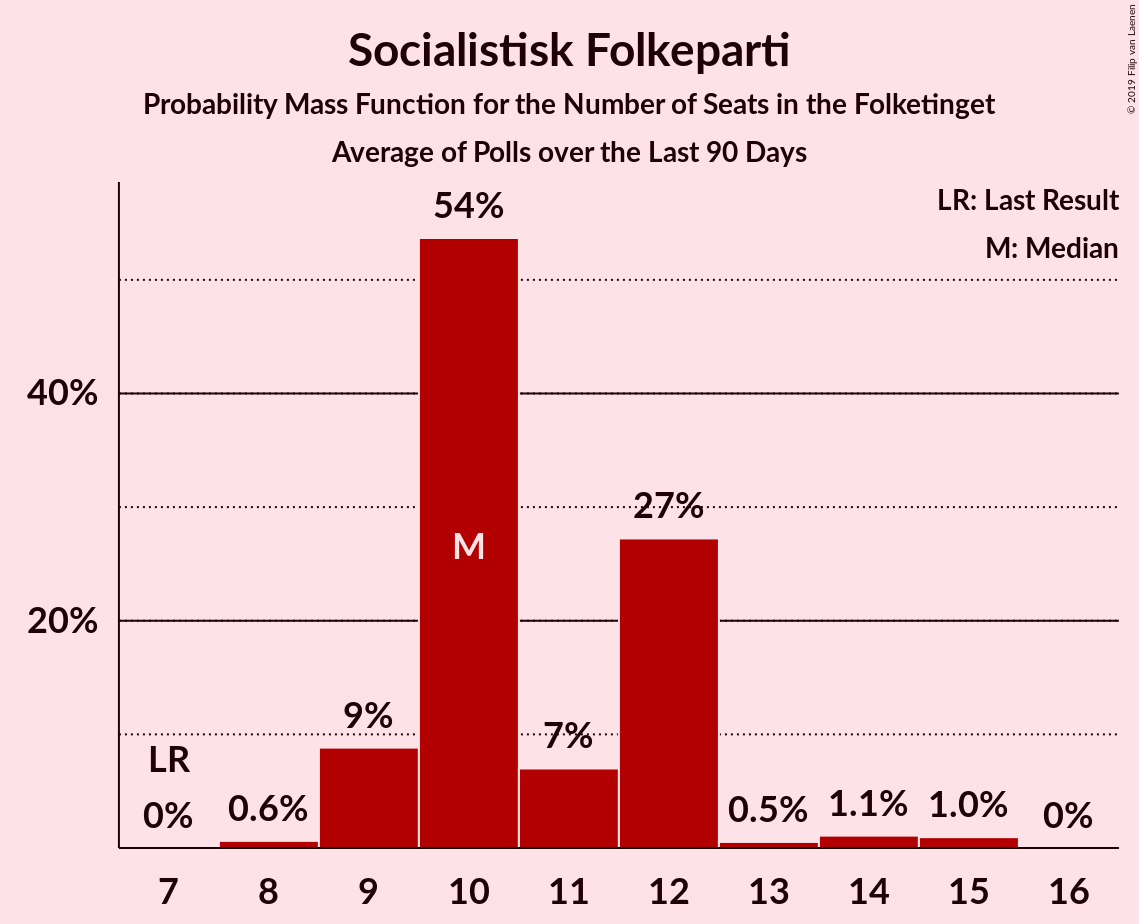 Socialistisk Folkeparti
Probability Mass Function for the Number of Seats in the Folketinget
Average of Polls over the Last 90 Days
© 2019 Filip van Laenen
LR: Last Result
M: Median
54%
40%
27%
M
20%
9%
7%
LR
0%
0.6%
0.5%
1.1%
1.0%
0%
7 8 9 10 11 12 13 14 15 16